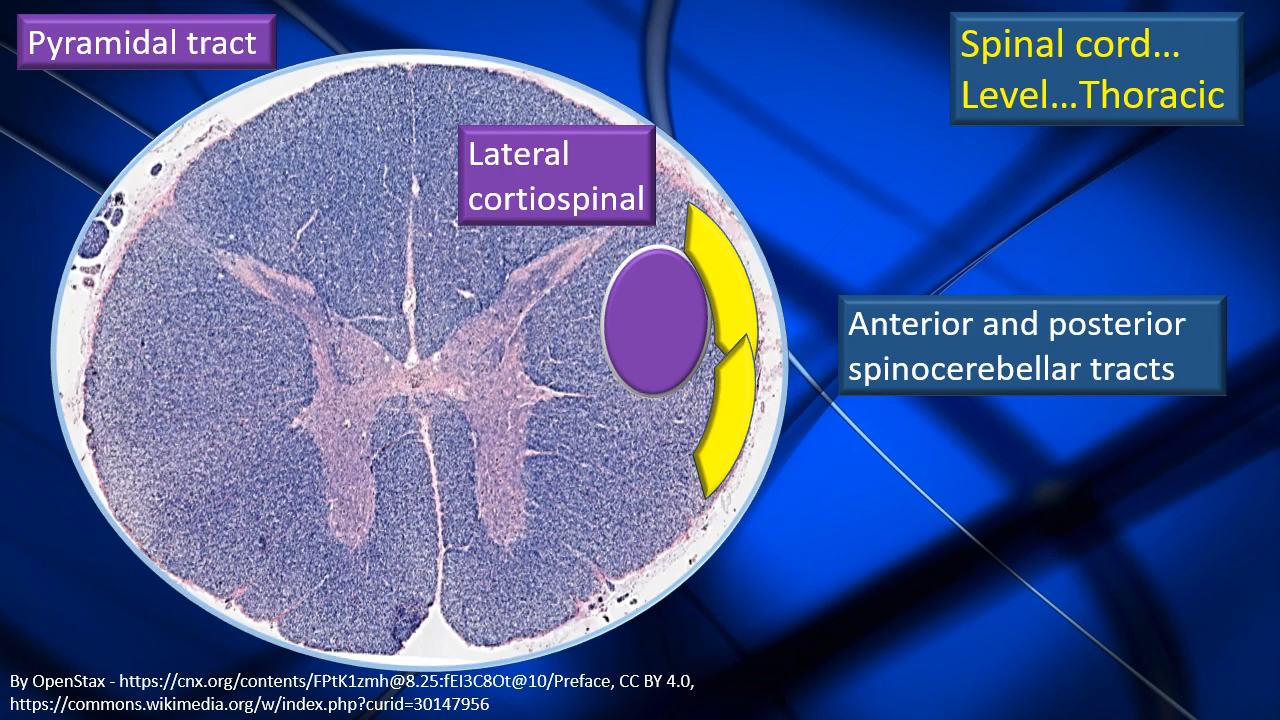 Pyramidal tract
Spinal cord…
Level…Thoracic
Lateral
cortiospinal
Anterior and posterior
spinocerebellar tracts
By OpenStax - https://cnx.org/contents/FPtK1zmh@8.25:fEI3C8Ot@10/Preface, CC BY 4.0,
https://commons.wikimedia.org/w/index.php?curid=30147956